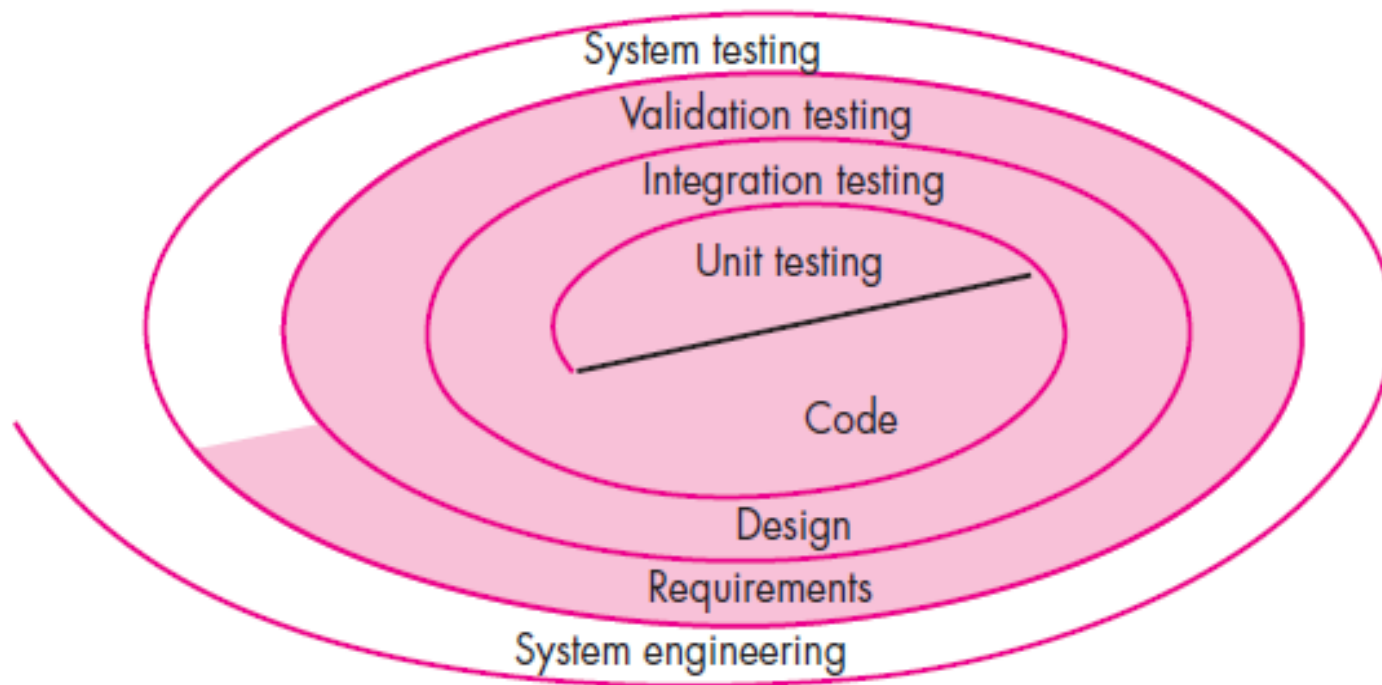 System testing
Validation testing
Integration testing
Unit testing
Code
Design
Requirements
System engineering